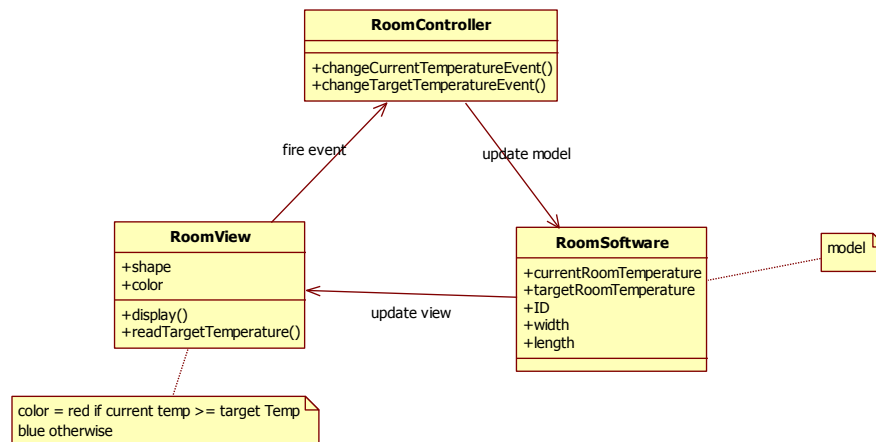 RoomController
+changeCurrentTemperatureEvent()
+changeTargetTemperatureEvent()
fire event
update model
RoomView
+shape
+color
+display()
+readTargetTemperature()
RoomSoftware
+currentRoomTemperature
+targetRoomTemperature
+ID
+width
+length
model
update view
color = red if current temp >= target Temp
blue otherwise